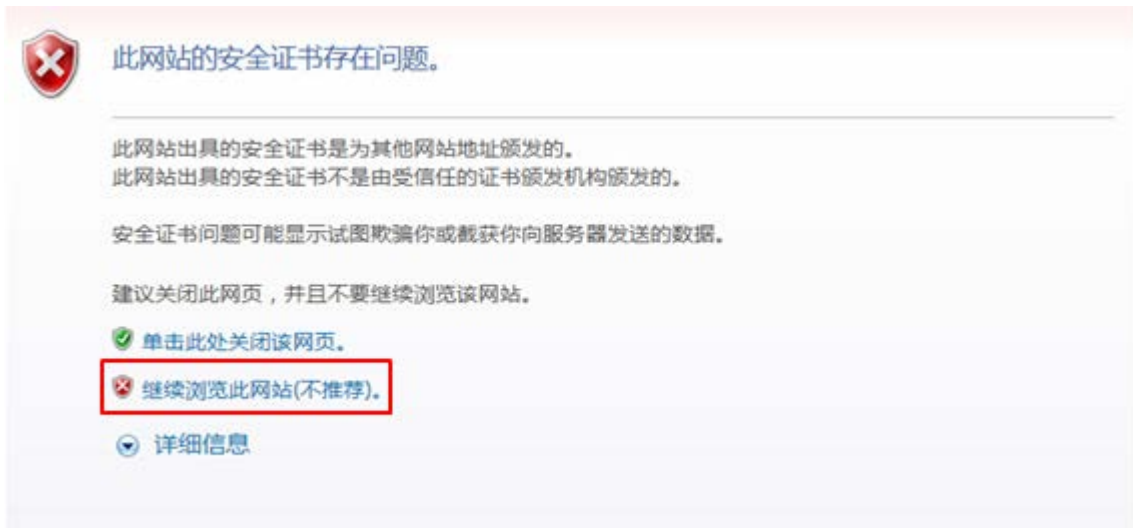 此网站的安全证书存在问题。
此网站出具的安全证书是为其他网站地址颁发的。
此网站出具的安全证书不是由受信任的证书颁发机构颁发的。
安全证书问题可能显示试图欺骗你或截获你向服务器发送的数据。
建议关闭此网页，并且不要继续浏览该网站。
单击此处关闭该网页。
继续浏览此网站(不推荐)。
详细信息